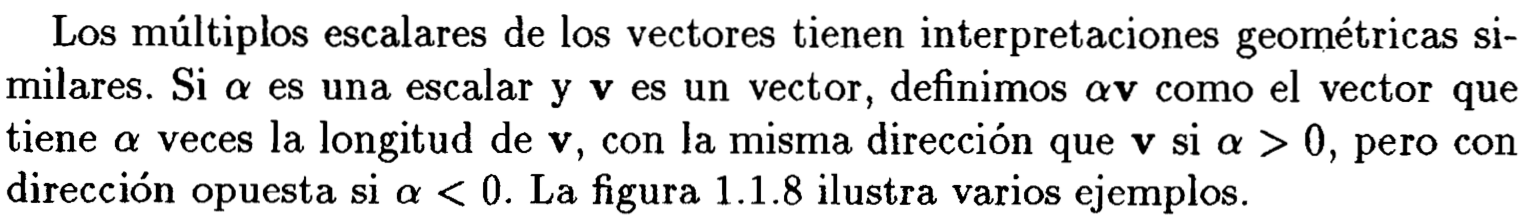 Los múltiplos escalares de los vectores tienen interpretaciones geométricas si-
milares. Si α es una escalar y v es un vector, definimos αv como el vector que
tiene α veces la longitud de v, con la misma dirección que v si α > 0, pero con
dirección opuesta si α < 0. La figura 1.1.8 ilustra varios ejemplos.